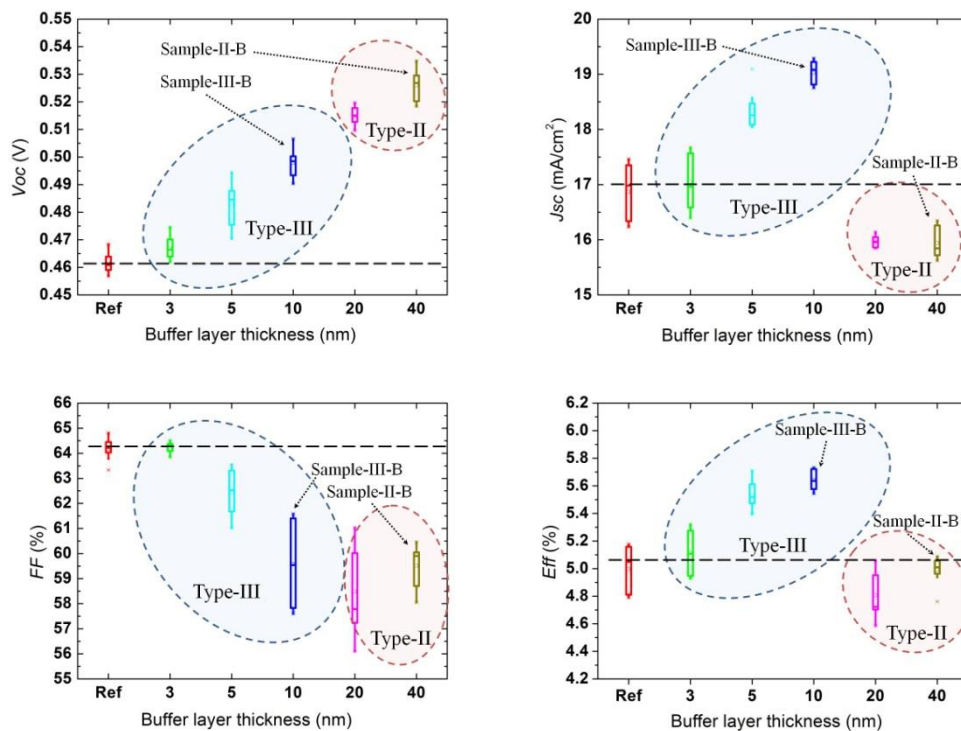 0.55
0.54
0.53
0.52
0.51
0.50
0.49
0.48
0.47
0.46
0.45
Voc (V)
Sample-II-B
Sample-III-B
Type-II
Type-III
Ref 3 5 10 20 40
Buffer layer thickness (nm)
20
19
18
17
16
15
Jsc (mA/cm²)
Sample-III-B
Sample-II-B
Type-III
Type-II
Ref 3 5 10 20 40
Buffer layer thickness (nm)
66
65
64
63
62
61
60
59
58
57
56
55
FF (%)
Sample-III-B
Sample-II-B
Type-III
Type-II
Ref 3 5 10 20 40
Buffer layer thickness (nm)
6.2
6.0
5.8
5.6
5.4
5.2
5.0
4.8
4.6
4.4
4.2
Eff (%)
Sample-III-B
Sample-II-B
Type-III
Type-II
Ref 3 5 10 20 40
Buffer layer thickness (nm)